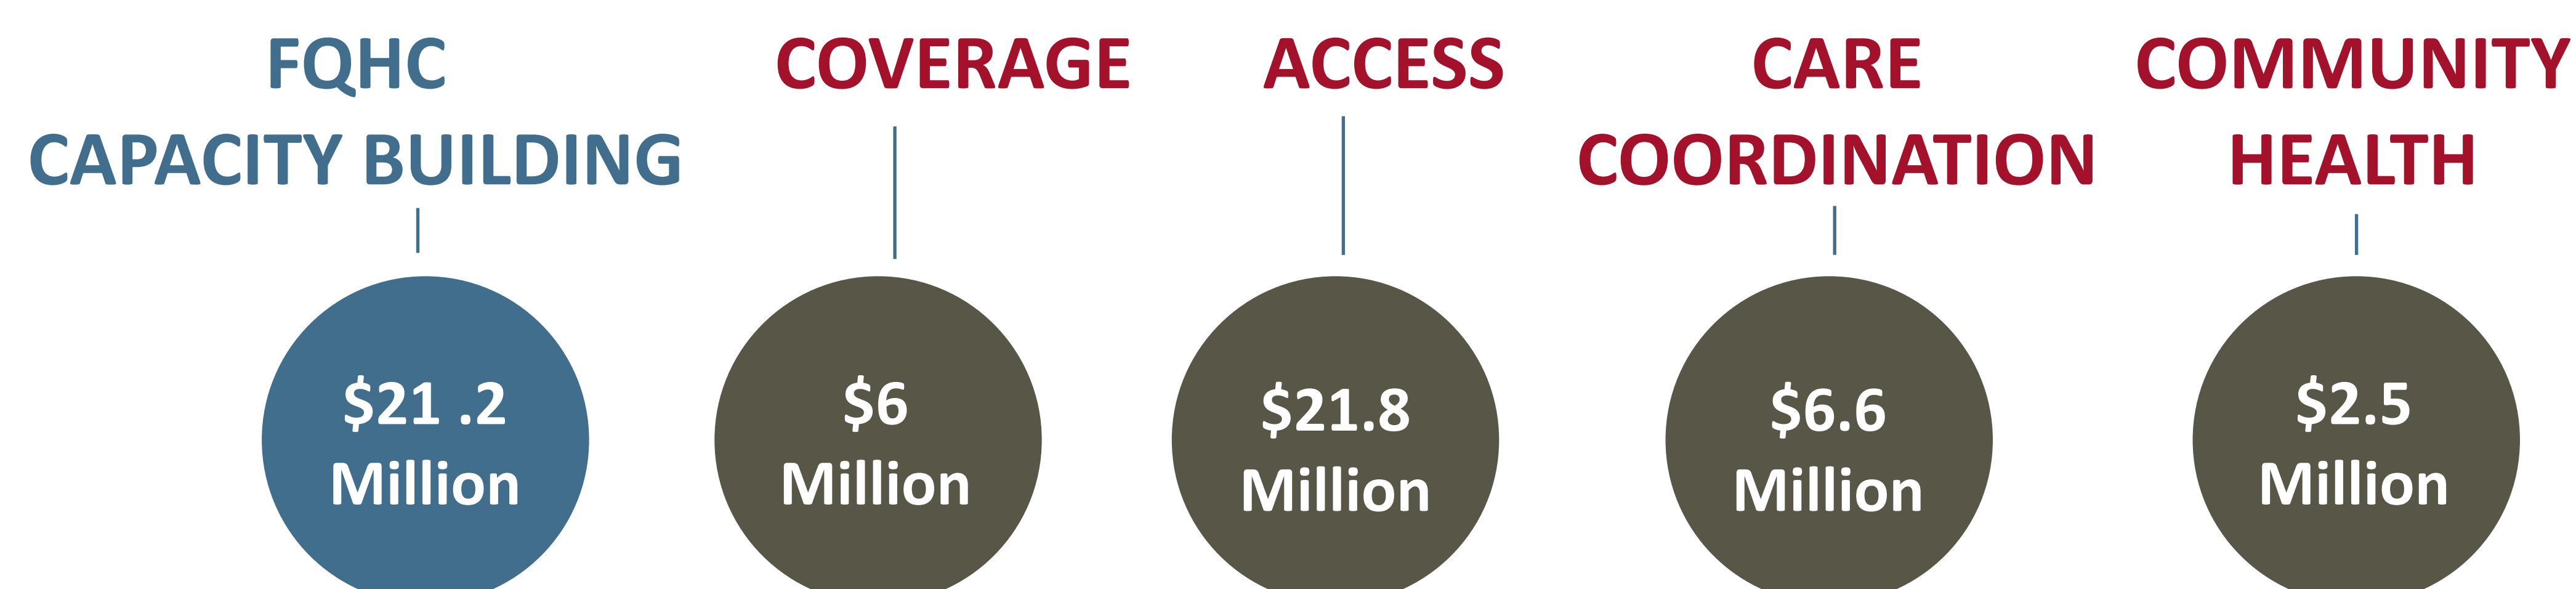 FQHC
CAPACITY BUILDING
$21 .2
Million
COVERAGE
$6
Million
ACCESS
$21.8
Million
CARE
COORDINATION
$6.6
Million
COMMUNITY
HEALTH
$2.5
Million